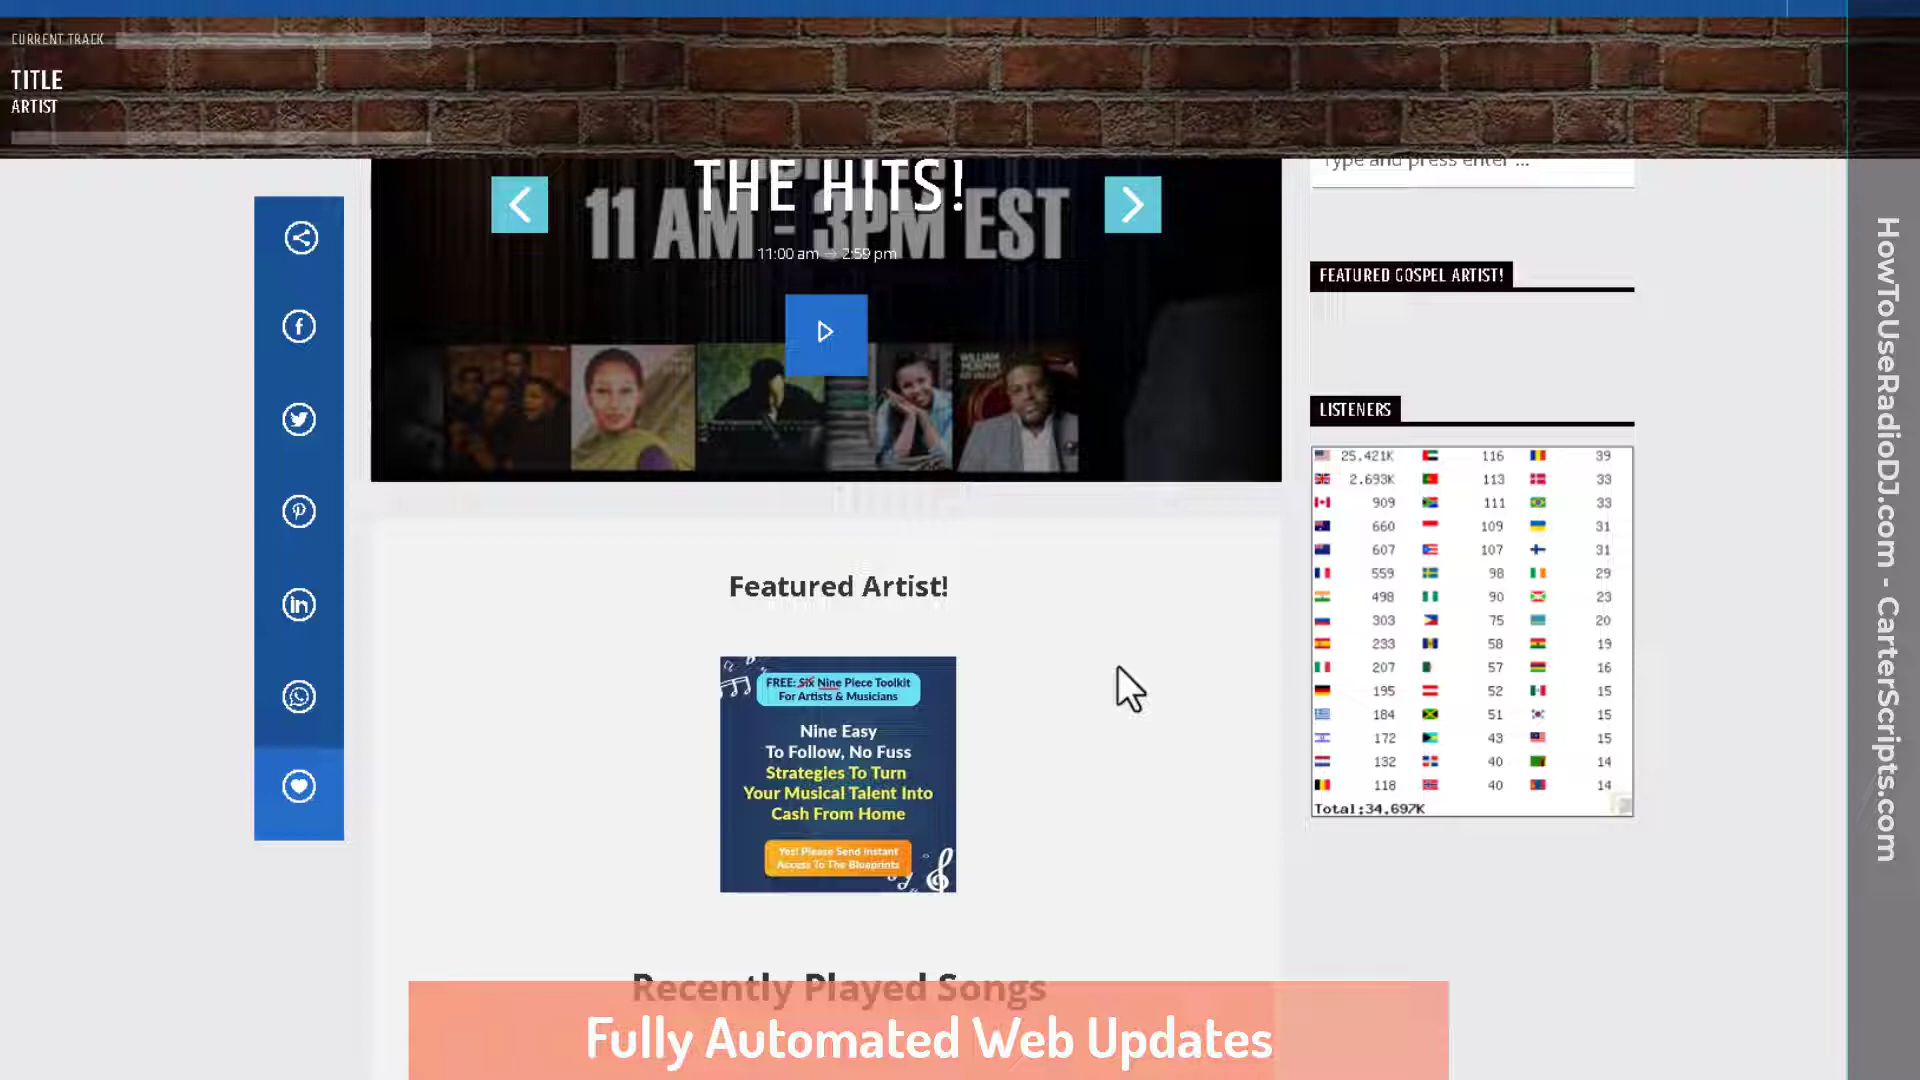 CURRENT TRACK
TITLE
ARTIST
THE HITS!
11 AM - 3PM EST
11:00 am → 2:59 pm
Type and press enter ...
FEATURED GOSPEL ARTIST!
LISTENERS
25.421K 116 39
2.693K 113 33
909 111 33
660 109 31
607 107 31
559 98 29
498 90 23
303 75 20
233 58 19
207 57 16
195 52 15
184 51 15
172 43 15
132 40 14
118 40 14
Total:34.697K
Featured Artist!
FREE: Six Nine Piece Toolkit
For Artists & Musicians
Nine Easy
To Follow, No Fuss
Strategies To Turn
Your Musical Talent Into
Cash From Home
Yes! Please Send Instant
Access To The Blueprints
Recently Played Songs
Fully Automated Web Updates
HowToUseRadioDJ.com - CarterScripts.com